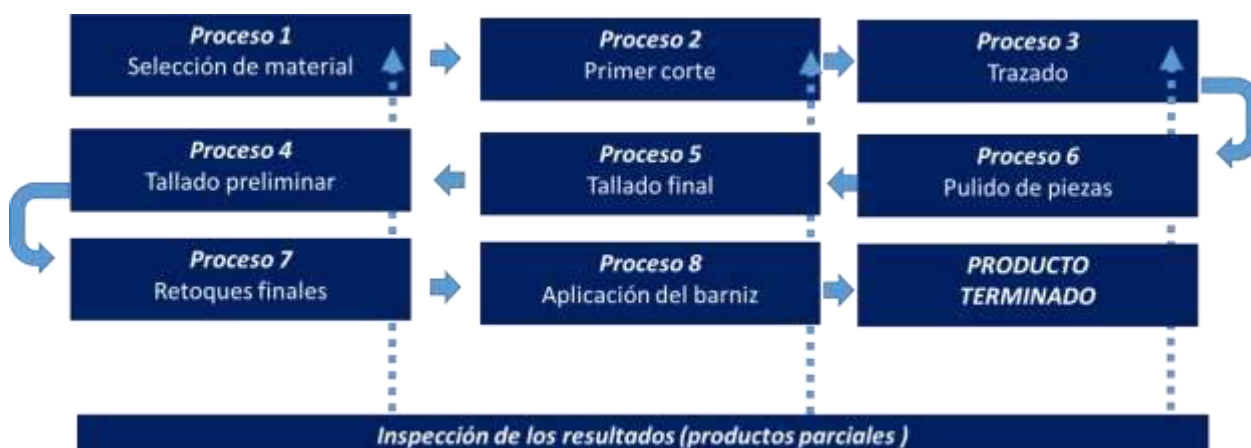 Proceso 1
Selección de material
Proceso 2
Primer corte
Proceso 3
Trazado
Proceso 4
Tallado preliminar
Proceso 5
Tallado final
Proceso 6
Pulido de piezas
Proceso 7
Retoques finales
Proceso 8
Aplicación del barniz
PRODUCTO
TERMINADO
Inspección de los resultados (productos parciales )